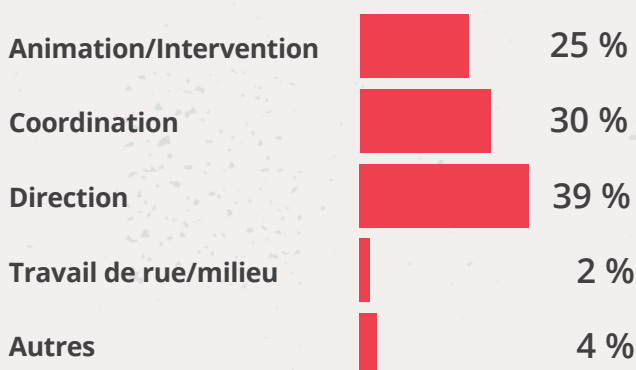 Animation/Intervention 25 %
Coordination 30 %
Direction 39 %
Travail de rue/milieu 2 %
Autres 4 %